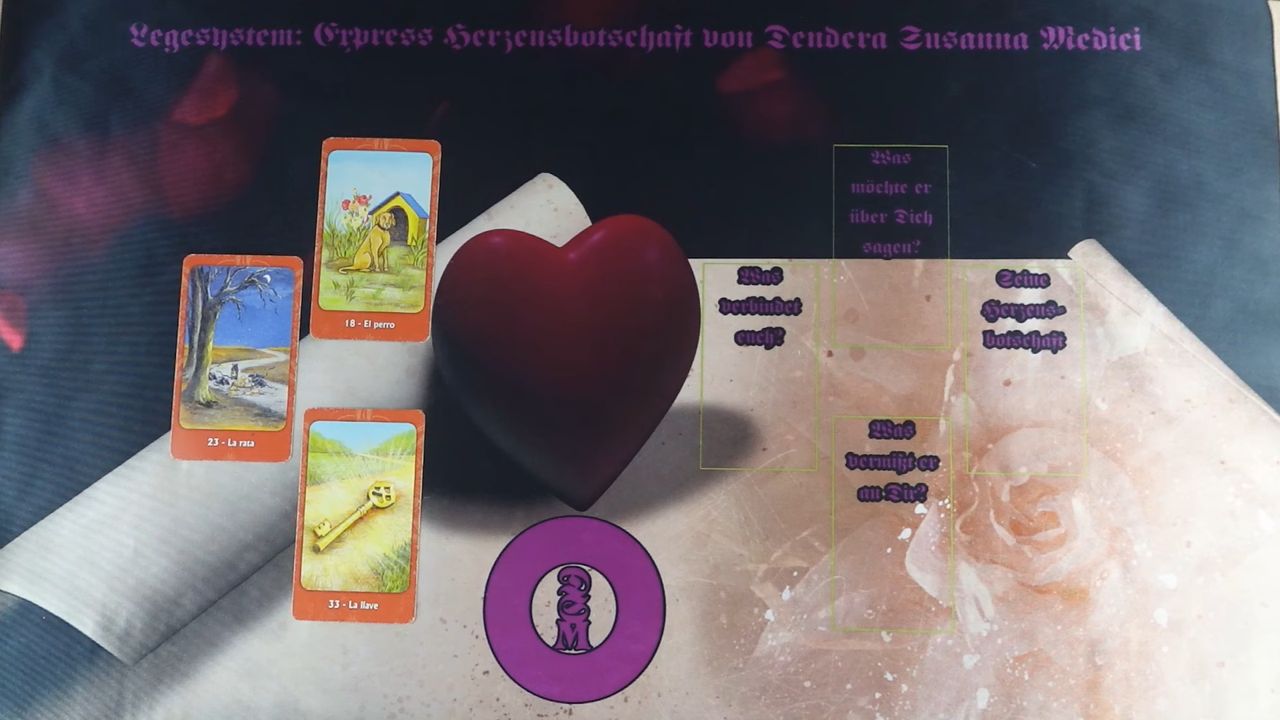 Legesystem: Express Herzensbotschaft von Dendera Susanna Medici
18 - El perro
23 - La rata
33 - La llave
Was
möchte er
über Dich
sagen?
Was
verbindet
euch?
Seine
Herzens-
botschaft
Was
vermißt er
an Dir?
DSM